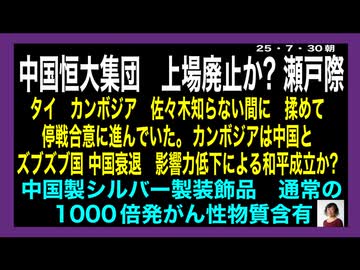 25・7・30朝
中国恒大集団　上場廃止か？瀬戸際
タイ　カンボジア　佐々木知らない間に　揉めて
停戦合意に進んでいた。カンボジアは中国と
ズブズブ国 中国衰退　影響力低下による和平成立か？
中国製シルバー製装飾品　通常の
1000倍発がん性物質含有